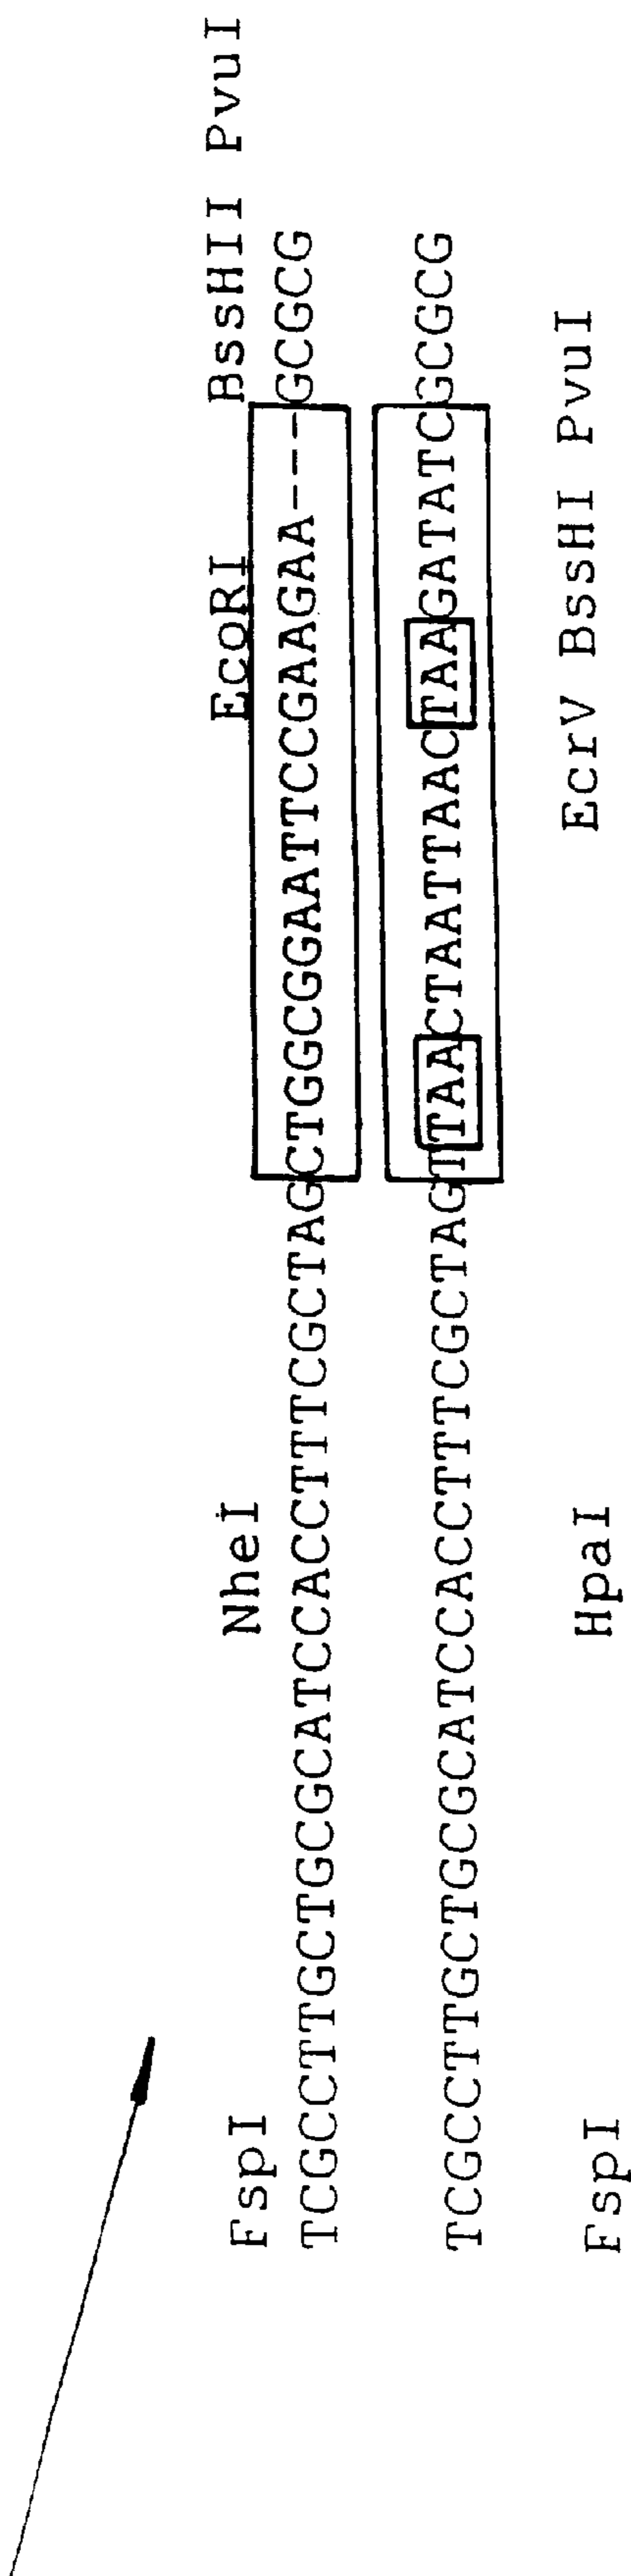 FspI NheI EcoRI BssHII PvuI
TCGCCTTGCTGCGCATCCACCTTTCGCTAGCTGGCGGAATTCCGAAGAA---GCGCG
TCGCCTTGCTGCGCATCCACCTTTCGCTAGTTAACTAATTAACTAAGATATCGCGCG
FspI HpaI EcrV BssHI PvuI